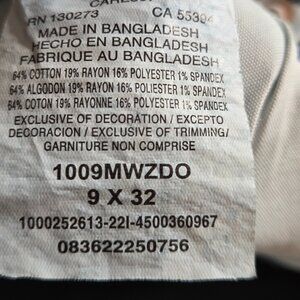 RN 130273 CA 55304
MADE IN BANGLADESH
HECHO EN BANGLADESH
FABRIQUE AU BANGLADESH
64% COTTON 19% RAYON 16% POLYESTER 1% SPANDEX
64% ALGODON 19% RAYON 16% POLYESTER 1% SPANDEX
64% COTON 19% RAYONNE 16% POLYESTER 1% SPANDEX
EXCLUSIVE OF DECORATION / EXCEPTO
DECORACION / EXCLUSIVE OF TRIMMING/
GARNITURE NON COMPRISE
1009MWZDO
9 X 32
1000252613-22I-4500360967
083622250756